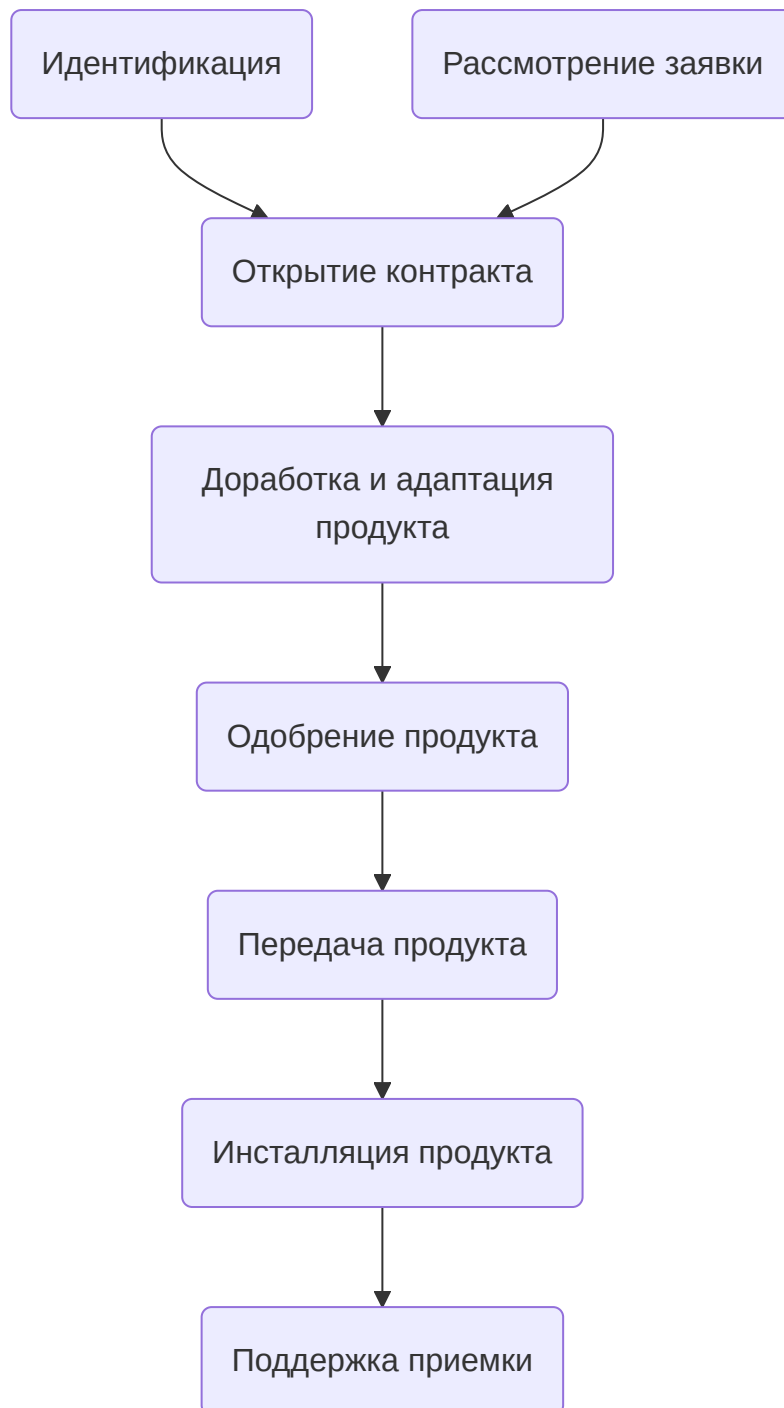 Идентификация
Рассмотрение заявки
Открытие контракта
Доработка и адаптация
продукта
Одобрение продукта
Передача продукта
Инсталляция продукта
Поддержка приемки